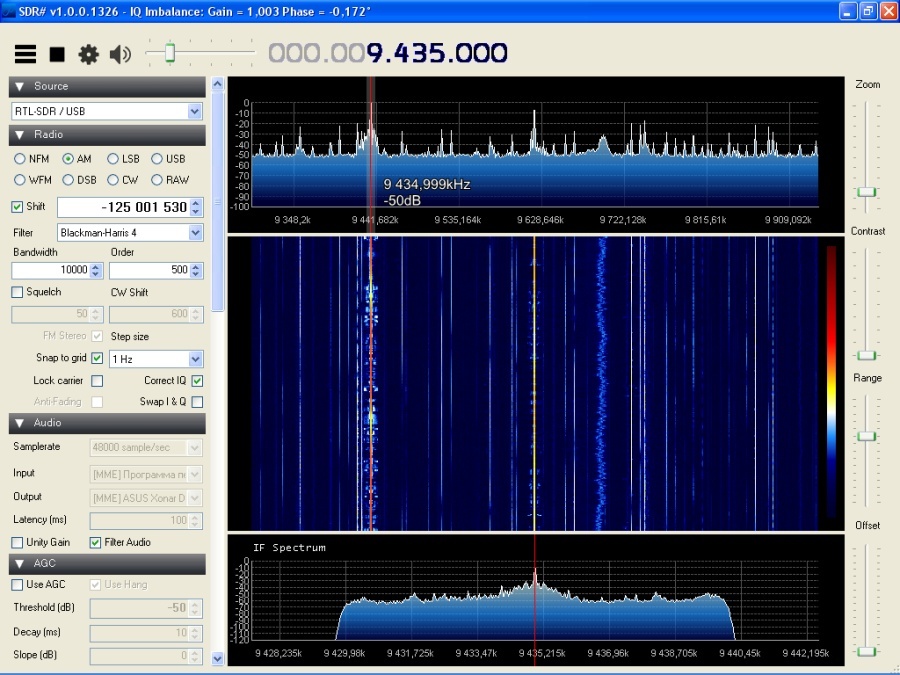 SDR# v1.0.0.1326 - IQ Imbalance: Gain = 1,003 Phase = -0,172°
000.009.435.000
Source
RTL-SDR / USB
Radio
NFM AM LSB USB
WFM DSB CW RAW
Shift -125 001 530
Filter Blackman-Harris 4
Bandwidth Order
10000 500
Squelch CW Shift
50 600
FM Stereo Step size
Snap to grid 1 Hz
Lock carrier Correct IQ
Anti-Fading Swap I & Q
Audio
Samplerate 48000 sample/sec
Input [MME] Программа п
Output [MME] ASUS Xonar D
Latency (ms) 100
Unity Gain Filter Audio
AGC
Use AGC Use Hang
Threshold (dB) -50
Decay (ms) 10
Slope (dB) 0
0
-10
-20
-30
-40
-50
-60
-70
-80
-90
-100
9 434,999kHz
-50dB
9 348,2k 9 441,682k 9 535,164k 9 628,646k 9 722,128k 9 815,61k 9 909,092k
IF Spectrum
0
-10
-20
-30
-40
-50
-60
-70
-80
-90
-100
-110
-120
9 428,235k 9 429,98k 9 431,725k 9 433,47k 9 435,215k 9 436,96k 9 438,705k 9 440,45k 9 442,195k
Zoom
Contrast
Range
Offset